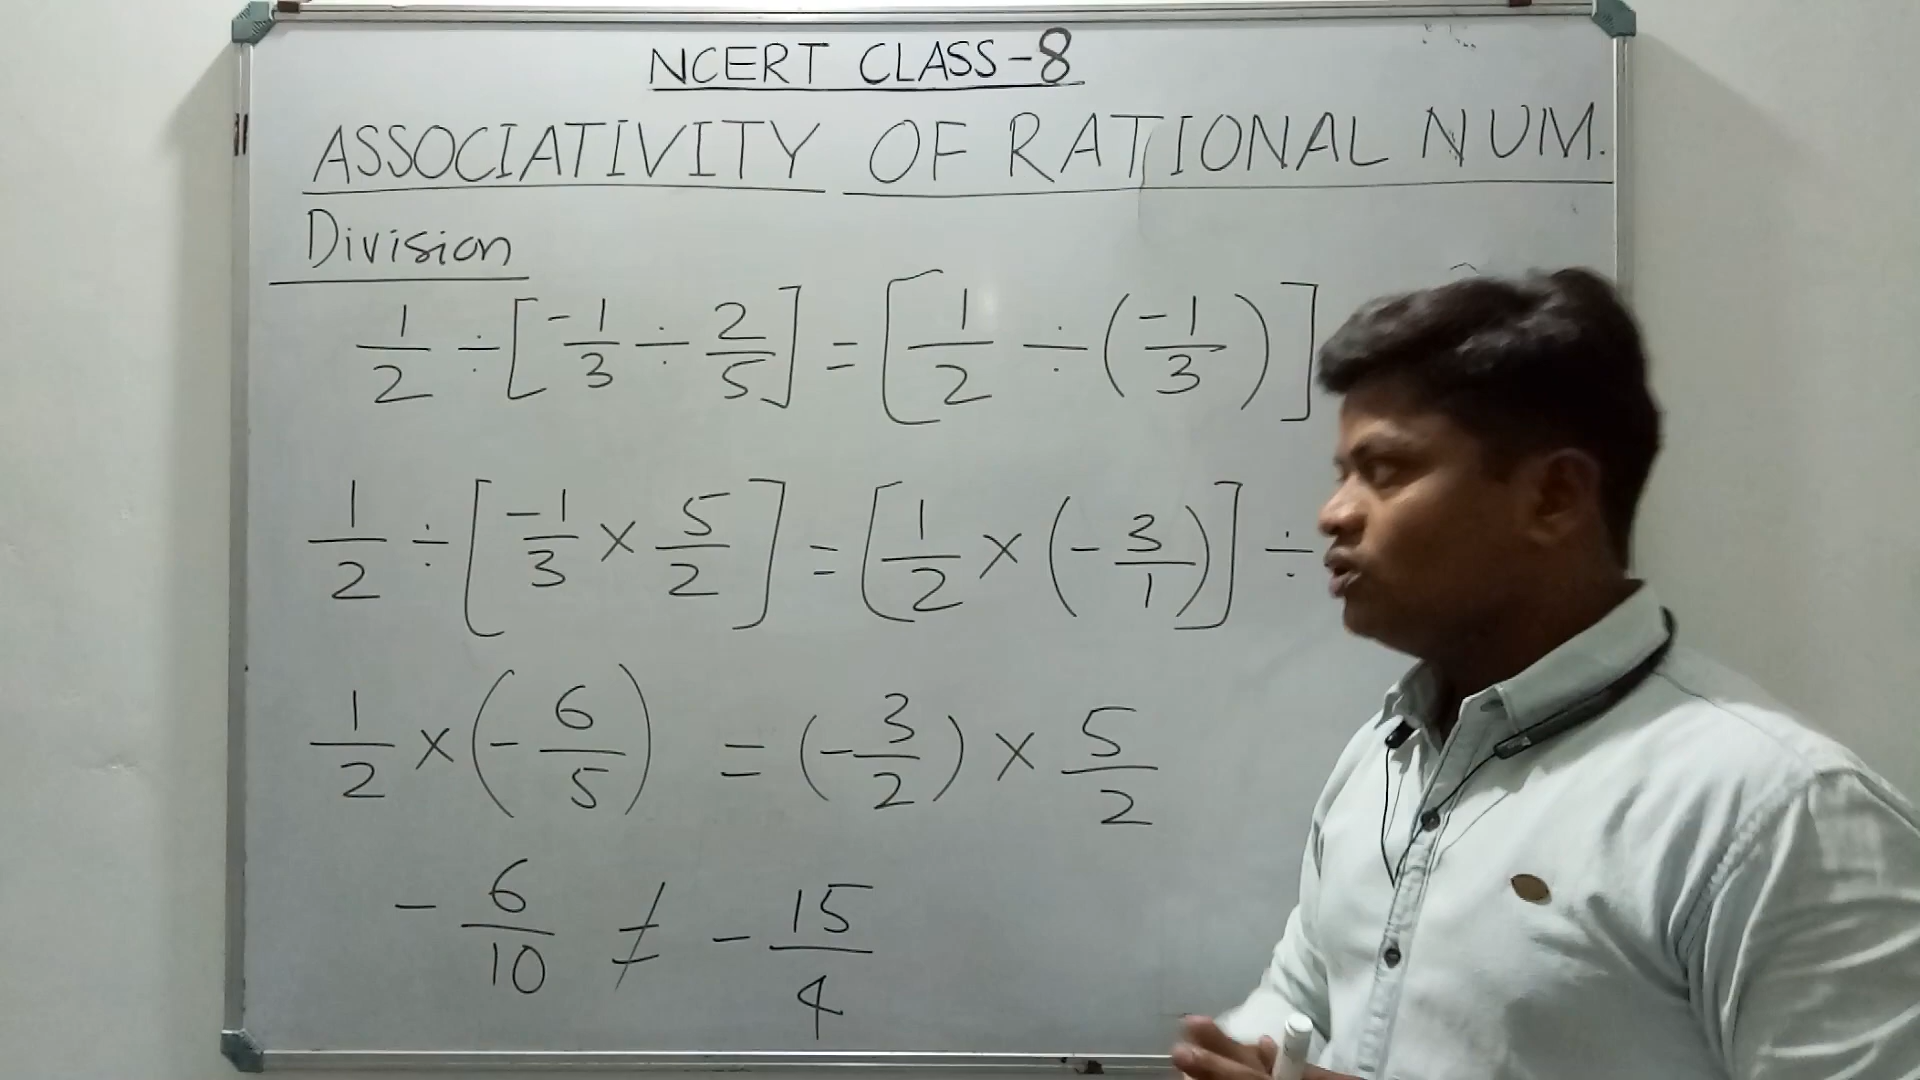 NCERT CLASS-8
ASSOCIATIVITY OF RATIONAL NUM.
Division
1/2 ÷ [-1/3 ÷ 2/5] = [1/2 ÷ (-1/3)]
1/2 ÷ [-1/3 × 5/2] = [1/2 × (-3/1)] ÷
1/2 × (-6/5) = (-3/2) × 5/2
-6/10 ≠ -15/4